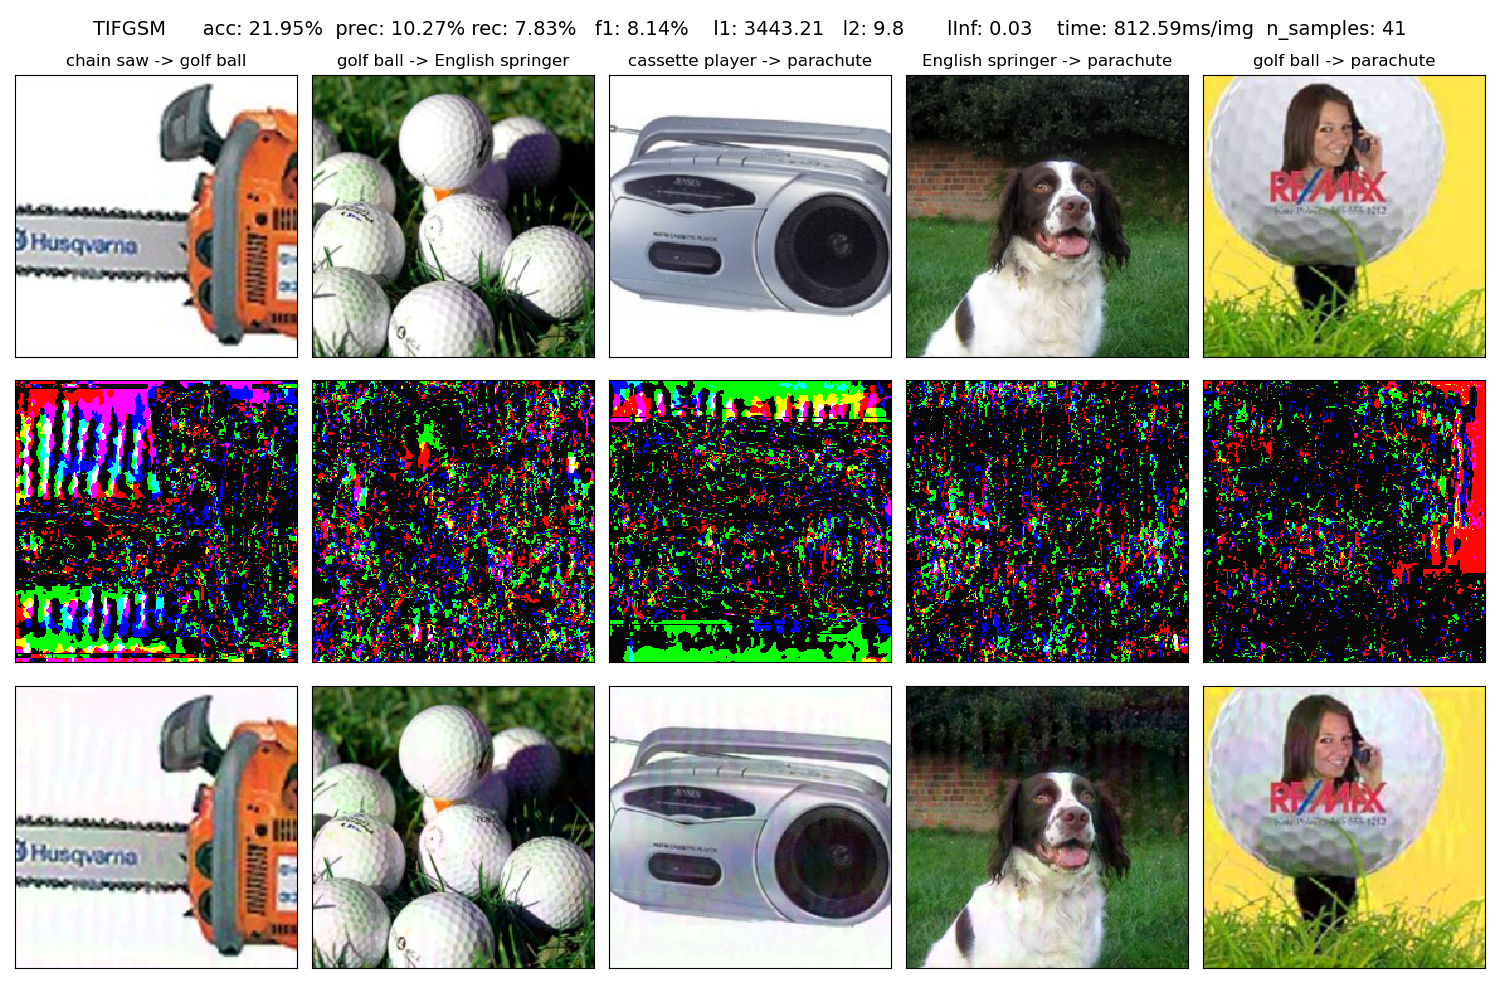 TIFGSM acc: 21.95% prec: 10.27% rec: 7.83% f1: 8.14% l1: 3443.21 l2: 9.8 lInf: 0.03 time: 812.59ms/img n_samples: 41
chain saw -> golf ball
golf ball -> English springer
cassette player -> parachute
English springer -> parachute
golf ball -> parachute
Husqvarna
JENSEN
RE/MAX
Husqvarna
JENSEN
RE/MAX